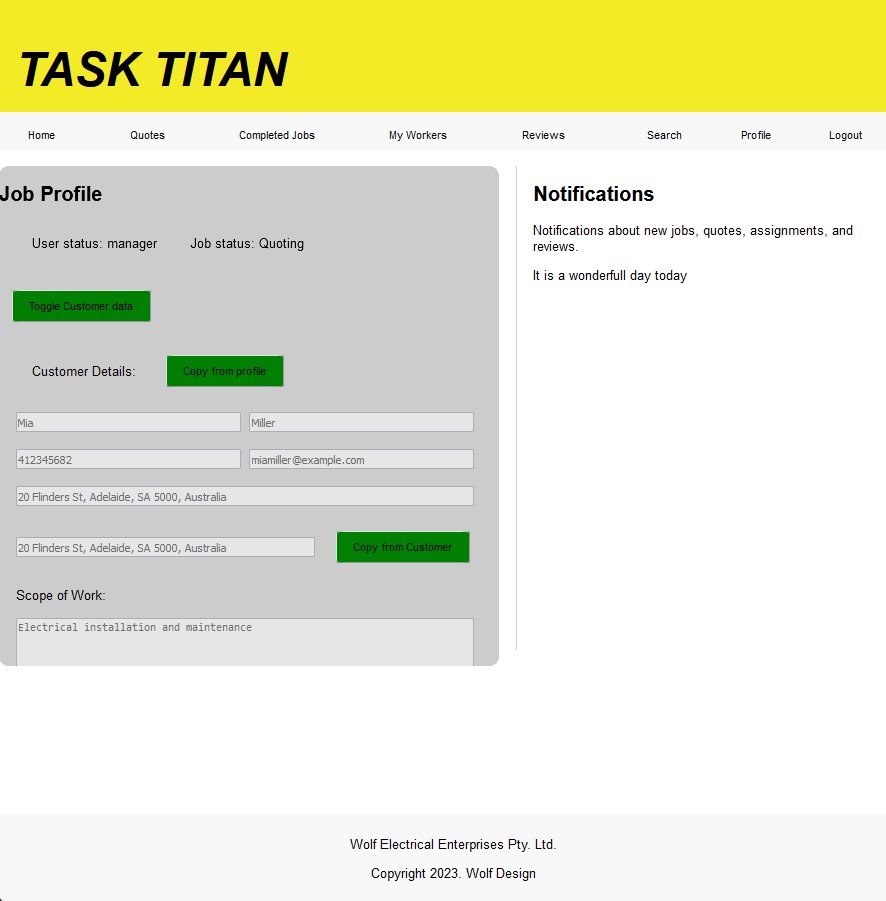 TASK TITAN
Home Quotes Completed Jobs My Workers Reviews Search Profile Logout
Job Profile
User status: manager Job status: Quoting
Toggle Customer data
Customer Details: Copy from profile
Mia Miller
412345682 miamiller@example.com
20 Flinders St, Adelaide, SA 5000, Australia
20 Flinders St, Adelaide, SA 5000, Australia Copy from Customer
Scope of Work:
Electrical installation and maintenance
Notifications
Notifications about new jobs, quotes, assignments, and
reviews.
It is a wonderfull day today
Wolf Electrical Enterprises Pty. Ltd.
Copyright 2023. Wolf Design